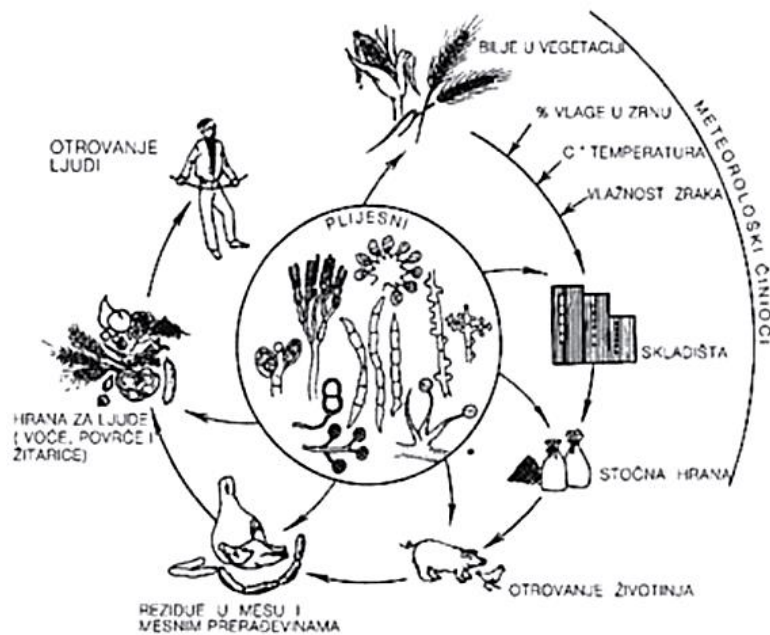 BILJE U VEGETACIJI
% VLAGE U ZRNU
C° TEMPERATURA
VLAŽNOST ZRAKA
METEOROLOŠKI ČINIOCI
OTROVANJE
LJUDI
PLIJESNI
SKLADIŠTA
HRANA ZA LJUDE
( VOĆE, POVRĆE I
ŽITARICE)
STOČNA HRANA
OTROVANJE ŽIVOTINJA
REZIDUE U MESU I
MESNIM PRERAĐEVINAMA